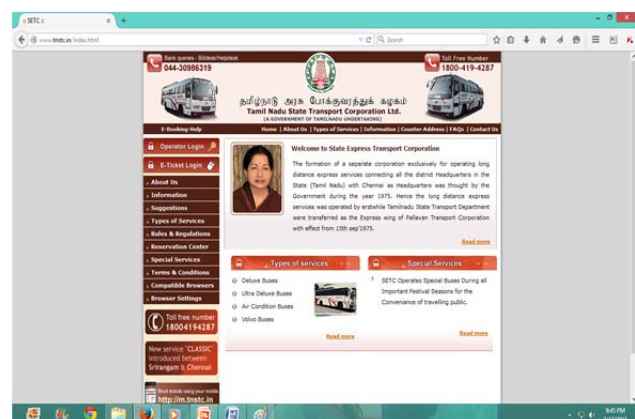 :: SETC ::
www.tnstc.in/index.html
Search
Bank queries - Billdesk/Helpdesk
044-30986319
Toll Free Number
1800-419-4287
தமிழ்நாடு அரசு போக்குவரத்துக் கழகம்
Tamil Nadu State Transport Corporation Ltd.
(A GOVERNMENT OF TAMILNADU UNDERTAKING)
E-Booking-Help
Home | About Us | Types of Services | Information | Counter Address | FAQs | Contact Us
Operator Login
E-Ticket Login
About Us
Information
Suggestions
Types of Services
Rules & Regulations
Reservation Center
Special Services
Terms & Conditions
Compatible Browsers
Browser Settings
Toll free number
18004194287
New service "CLASSIC"
introduced between
Srirangam & Chennai
Book tickets using your mobile
http://m.tnstc.in
Welcome to State Express Transport Corporation
The formation of a separate corporation exclusively for operating long
distance express services connecting all the district Headquarters in the
State (Tamil Nadu) with Chennai as Headquarters was thought by the
Government during the year 1975. Hence the long distance express
services was operated by erstwhile Tamilnadu State Transport Department
were transferred as the Express wing of Pallavan Transport Corporation
with effect from 15th sep'1975.
Read more
Types of services
Deluxe Buses
Ultra Deluxe Buses
Air Condition Buses
Volvo Buses
Read more
Special Services
SETC Operates Special Buses During all
Important Festival Seasons for the
Conveniance of travelling public.
Read more
9:45 PM